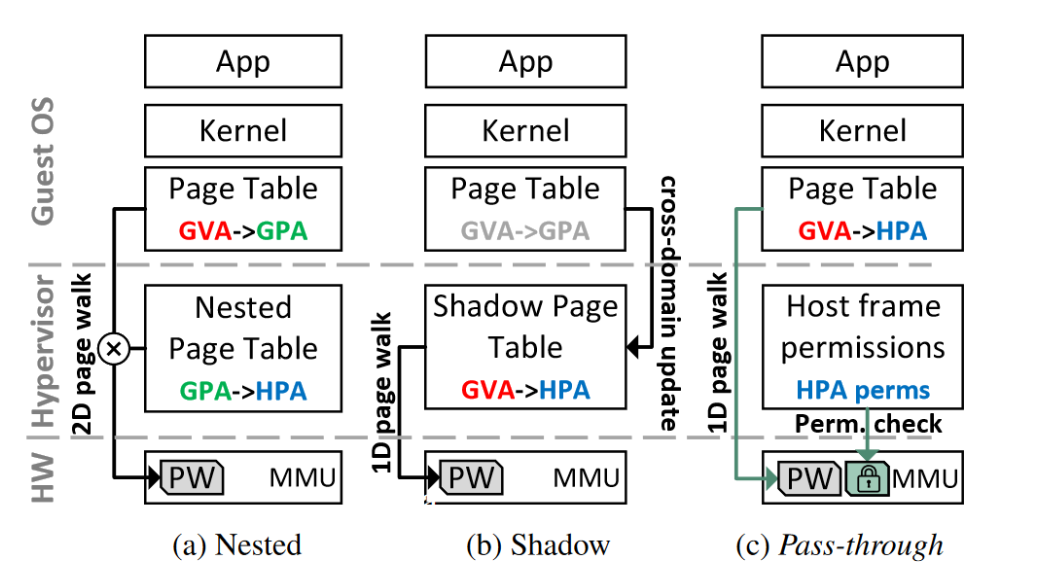 Guest OS
Hypervisor
HW
App
Kernel
Page Table
GVA->GPA
2D page walk
Nested
Page Table
GPA->HPA
PW
MMU
(a) Nested
App
Kernel
Page Table
GVA->GPA
cross-domain update
1D page walk
Shadow Page
Table
GVA->HPA
PW
MMU
(b) Shadow
App
Kernel
Page Table
GVA->HPA
1D page walk
Host frame
permissions
HPA perms
Perm. check
PW
MMU
(c) Pass-through